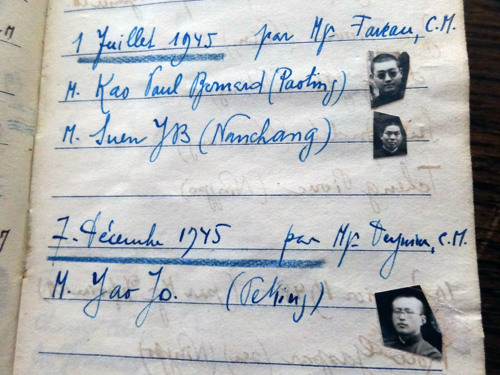 1 Juillet 1945 par Mgr Faveau, C.M.
M. Kao Paul Bernard (Paoting)
M. Suen JB (Nanchang)
7. Décembre 1945 par Mgr C.M.
M. Yao Jo. (Peking)